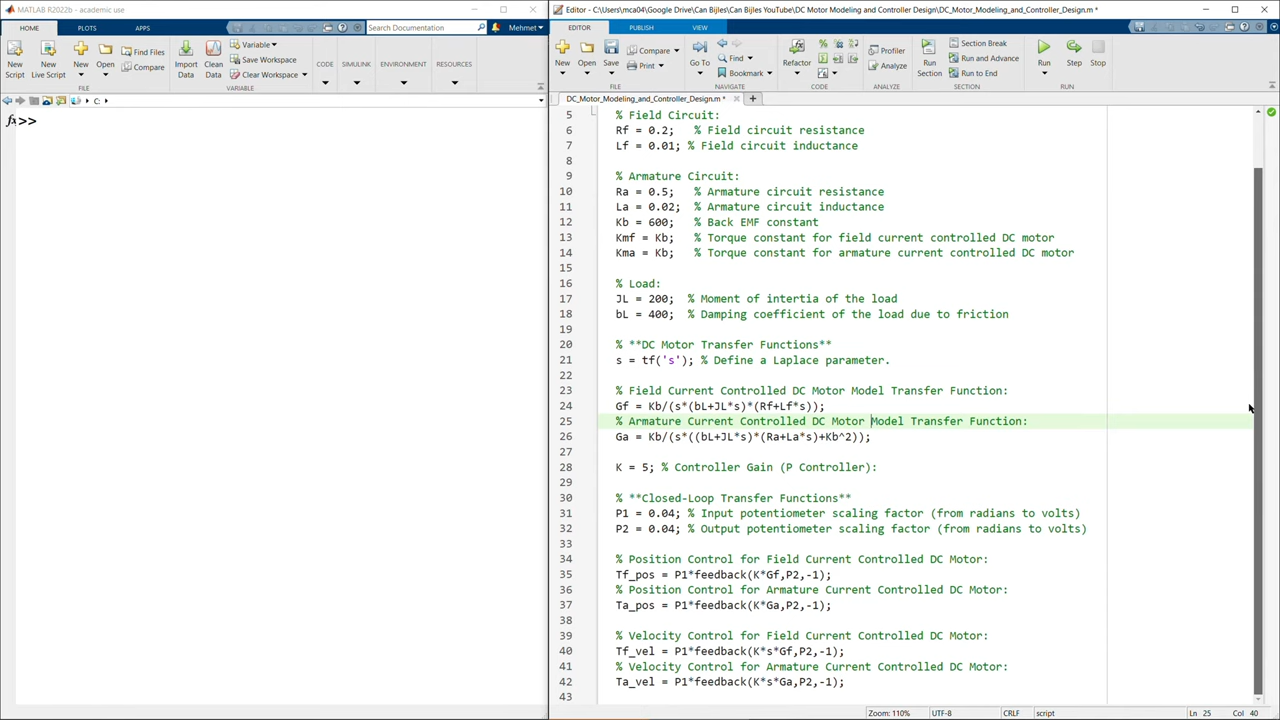 MATLAB R2022b - academic use
HOME PLOTS APPS Search Documentation Mehmet
New Script
New Live Script
New
Open
Find Files
Compare
Import Data
Clean Data
Variable
Save Workspace
Clear Workspace
CODE
SIMULINK
ENVIRONMENT
RESOURCES
FILE VARIABLE
C:
fx >>
Editor - C:\Users\mca04\Google Drive\Can Bijles\Can Bijles YouTube\DC Motor Modeling and Controller Design\DC_Motor_Modeling_and_Controller_Design.m *
EDITOR PUBLISH VIEW
New
Open
Save
Compare
Print
Go To
Find
Bookmark
Refactor
Profiler
Analyze
Run Section
Section Break
Run and Advance
Run to End
Run
Step
Stop
FILE NAVIGATE CODE ANALYZE SECTION RUN
DC_Motor_Modeling_and_Controller_Design.m *
5 % Field Circuit:
6 Rf = 0.2; % Field circuit resistance
7 Lf = 0.01; % Field circuit inductance
8
9 % Armature Circuit:
10 Ra = 0.5; % Armature circuit resistance
11 La = 0.02; % Armature circuit inductance
12 Kb = 600; % Back EMF constant
13 Kmf = Kb; % Torque constant for field current controlled DC motor
14 Kma = Kb; % Torque constant for armature current controlled DC motor
15
16 % Load:
17 JL = 200; % Moment of intertia of the load
18 bL = 400; % Damping coefficient of the load due to friction
19
20 % **DC Motor Transfer Functions**
21 s = tf('s'); % Define a Laplace parameter.
22
23 % Field Current Controlled DC Motor Model Transfer Function:
24 Gf = Kb/(s*(bL+JL*s)*(Rf+Lf*s));
25 % Armature Current Controlled DC Motor Model Transfer Function:
26 Ga = Kb/(s*((bL+JL*s)*(Ra+La*s)+Kb^2));
27
28 K = 5; % Controller Gain (P Controller):
29
30 % **Closed-Loop Transfer Functions**
31 P1 = 0.04; % Input potentiometer scaling factor (from radians to volts)
32 P2 = 0.04; % Output potentiometer scaling factor (from radians to volts)
33
34 % Position Control for Field Current Controlled DC Motor:
35 Tf_pos = P1*feedback(K*Gf,P2,-1);
36 % Position Control for Armature Current Controlled DC Motor:
37 Ta_pos = P1*feedback(K*Ga,P2,-1);
38
39 % Velocity Control for Field Current Controlled DC Motor:
40 Tf_vel = P1*feedback(K*s*Gf,P2,-1);
41 % Velocity Control for Armature Current Controlled DC Motor:
42 Ta_vel = P1*feedback(K*s*Ga,P2,-1);
43
Zoom: 110% UTF-8 CRLF script Ln 25 Col 40